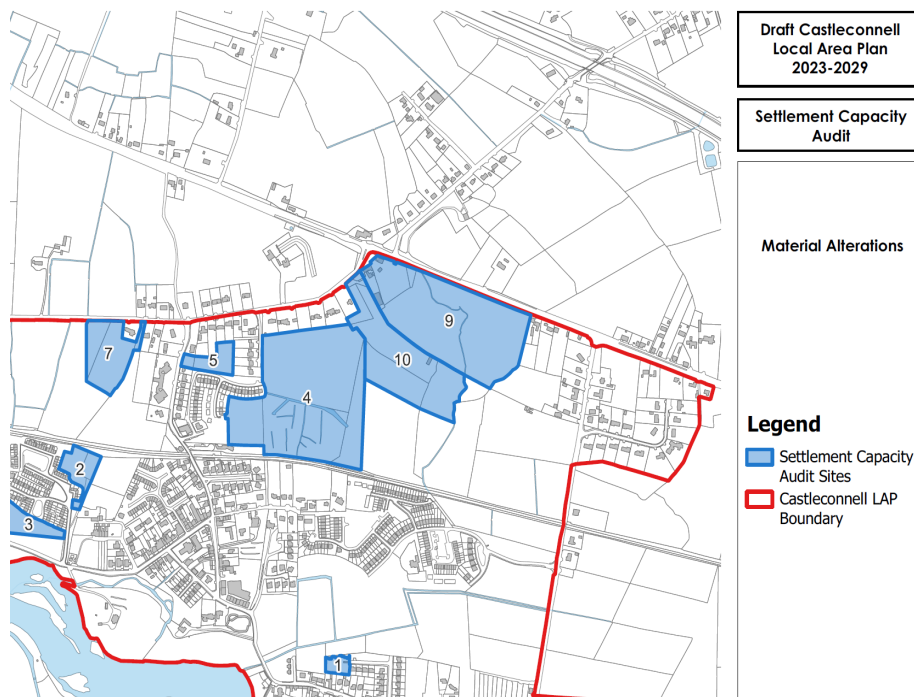 Draft Castleconnell
Local Area Plan
2023-2029
Settlement Capacity
Audit
Material Alterations
9
7
5
10
4
2
3
1
Legend
Settlement Capacity
Audit Sites
Castleconnell LAP
Boundary